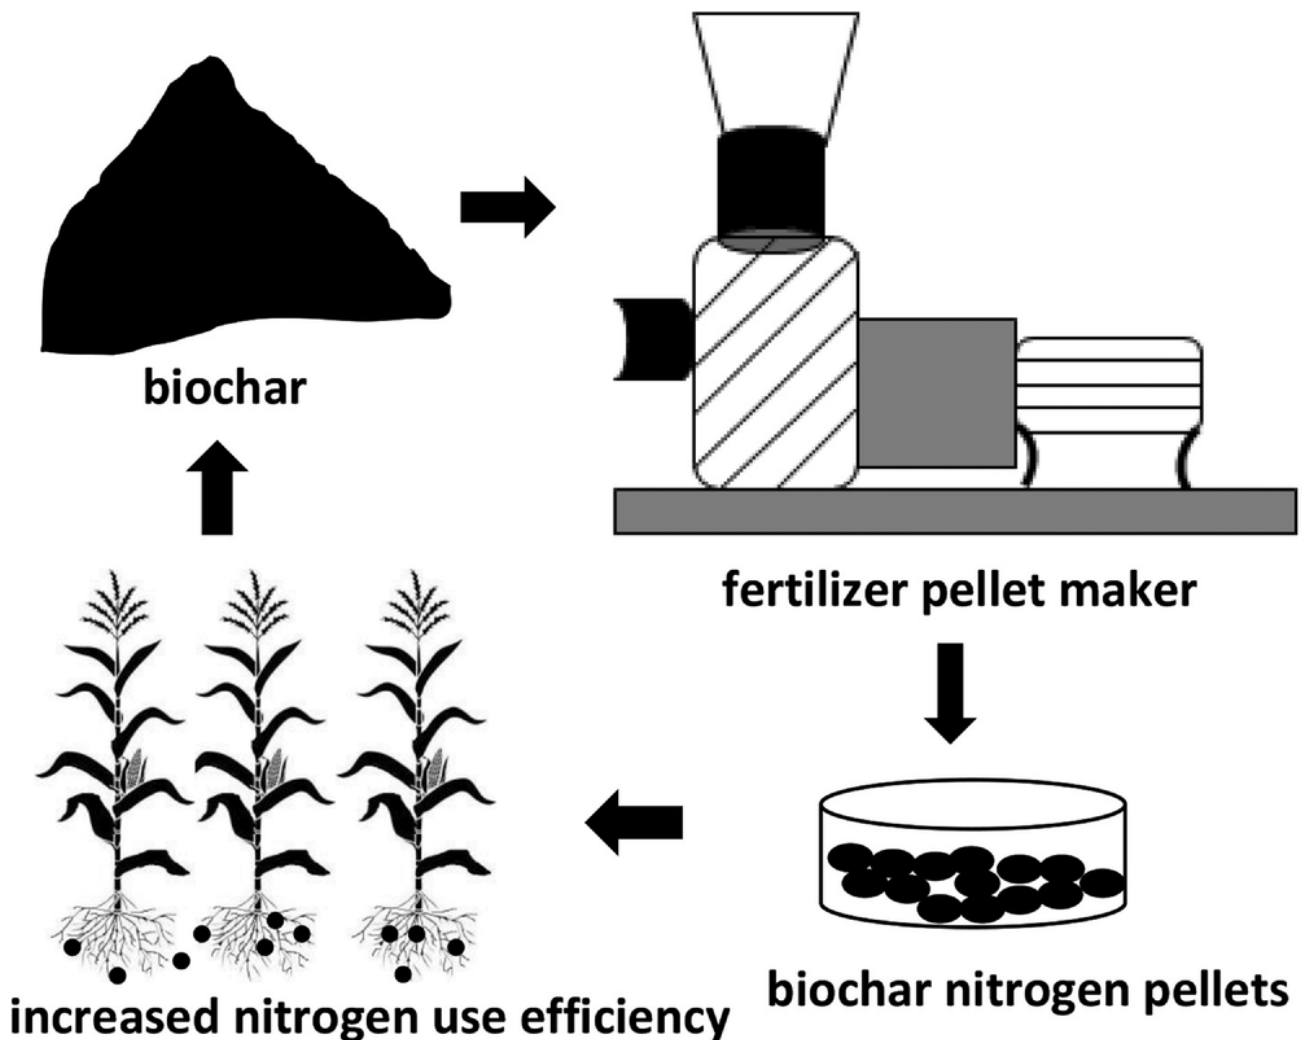 biochar
fertilizer pellet maker
biochar nitrogen pellets
increased nitrogen use efficiency